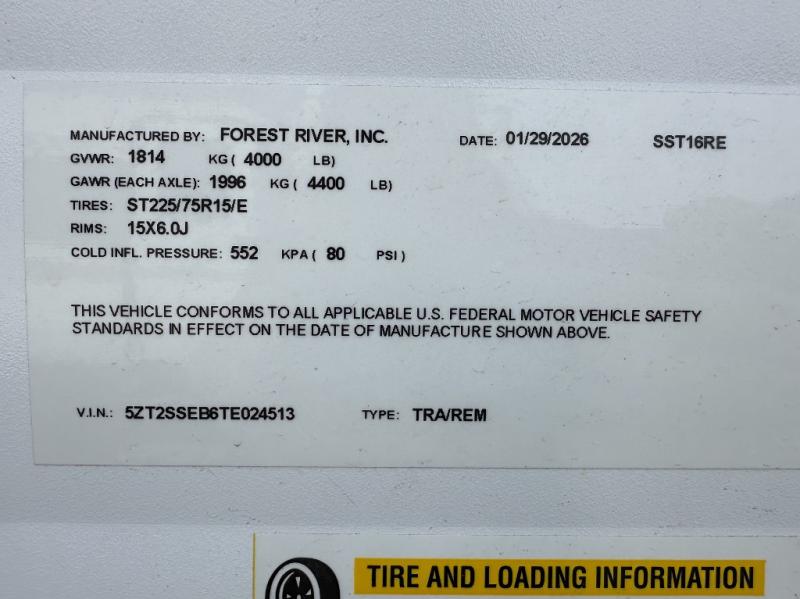 MANUFACTURED BY: FOREST RIVER, INC. DATE: 01/29/2026 SST16RE
GVWR: 1814 KG ( 4000 LB)
GAWR (EACH AXLE): 1996 KG ( 4400 LB)
TIRES: ST225/75R15/E
RIMS: 15X6.0J
COLD INFL. PRESSURE: 552 KPA ( 80 PSI )
THIS VEHICLE CONFORMS TO ALL APPLICABLE U.S. FEDERAL MOTOR VEHICLE SAFETY
STANDARDS IN EFFECT ON THE DATE OF MANUFACTURE SHOWN ABOVE.
V.I.N.: 5ZT2SSEB6TE024513 TYPE: TRA/REM
TIRE AND LOADING INFORMATION